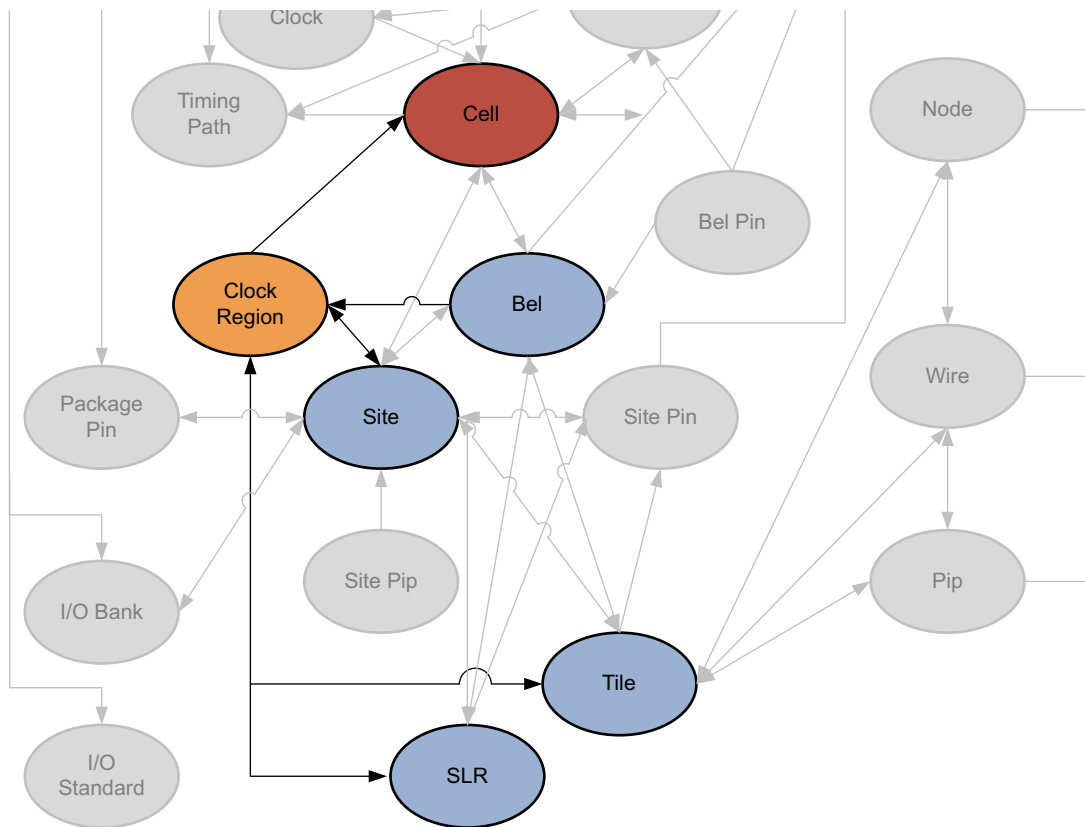 Clock
Timing
Path
Cell
Node
Bel Pin
Clock
Region
Bel
Package
Pin
Site
Site Pin
Wire
I/O Bank
Site Pip
Pip
Tile
I/O
Standard
SLR